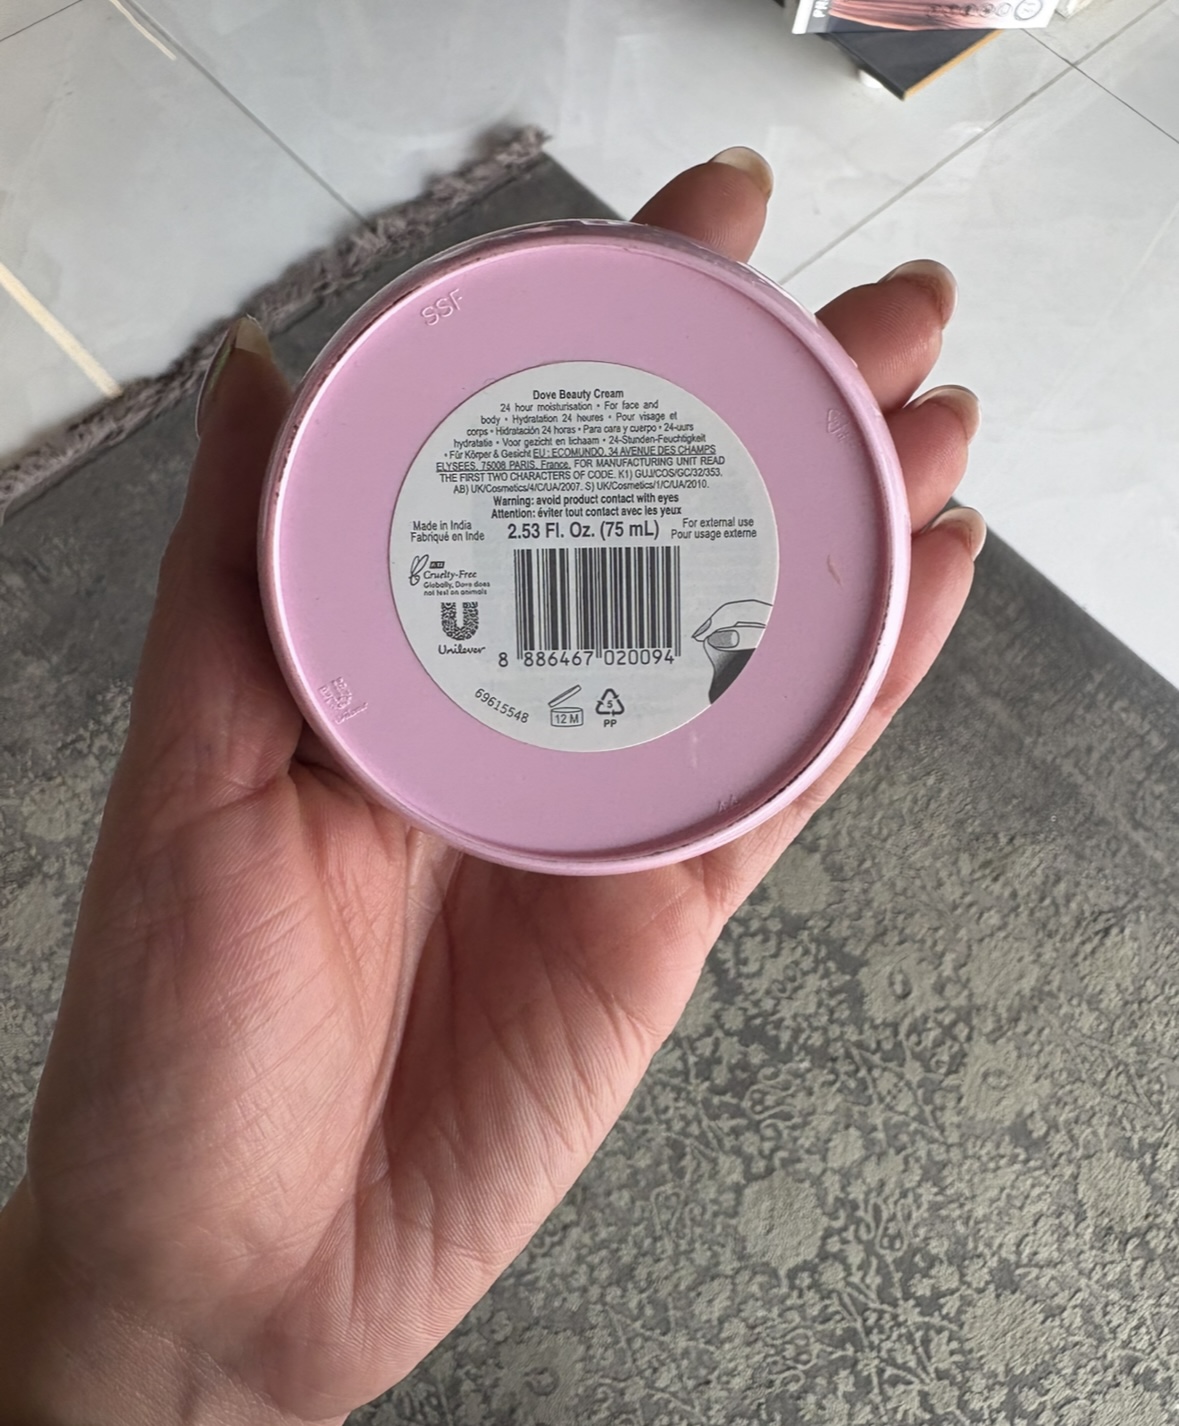 SSF
Dove Beauty Cream
24 hour moisturisation • For face and
body • Hydratation 24 heures • Pour visage et
corps • Hidratación 24 horas • Para cara y cuerpo • 24-uurs
hydratatie • Voor gezicht en lichaam • 24-Stunden-Feuchtigkeit
• Für Körper & Gesicht EU : ECOMUNDO, 34 AVENUE DES CHAMPS
ELYSEES, 75008 PARIS, France. FOR MANUFACTURING UNIT READ
THE FIRST TWO CHARACTERS OF CODE. K1) GUJ/COS/GC/32/353.
AB) UK/Cosmetics/4/C/UA/2007. S) UK/Cosmetics/1/C/UA/2010.
Warning: avoid product contact with eyes
Attention: éviter tout contact avec les yeux
Made in India
Fabriqué en Inde
2.53 Fl. Oz. (75 mL)
For external use
Pour usage externe
Cruelty-Free
Globally, Dove does
not test on animals
Unilever
8 886467 020094
69615548
12 M
5
PP